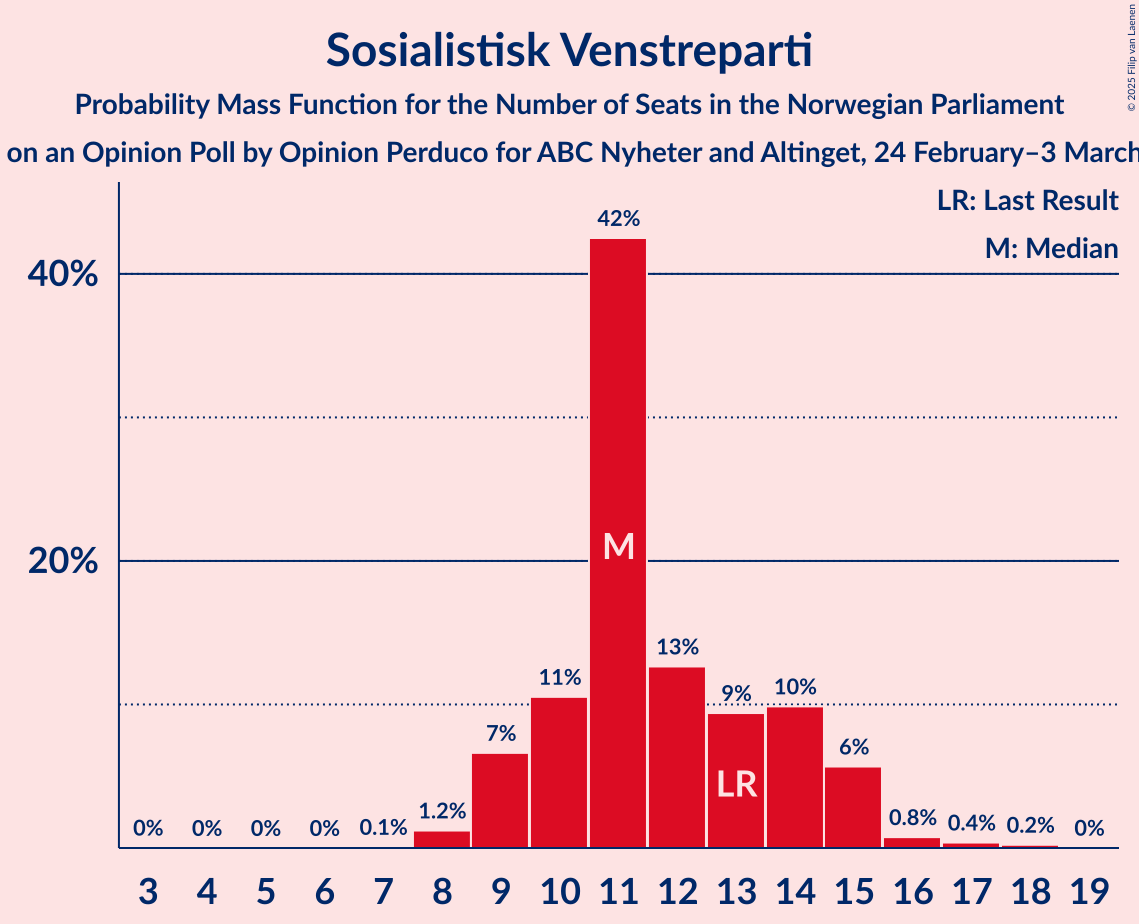 Sosialistisk Venstreparti
Probability Mass Function for the Number of Seats in the Norwegian Parliament
on an Opinion Poll by Opinion Perduco for ABC Nyheter and Altinget, 24 February–3 March
© 2025 Filip van Laenen
LR: Last Result
M: Median
40%
20%
0% 0% 0% 0% 0.1% 1.2% 7% 11% 42% 13% 9% 10% 6% 0.8% 0.4% 0.2% 0%
M
LR
3 4 5 6 7 8 9 10 11 12 13 14 15 16 17 18 19